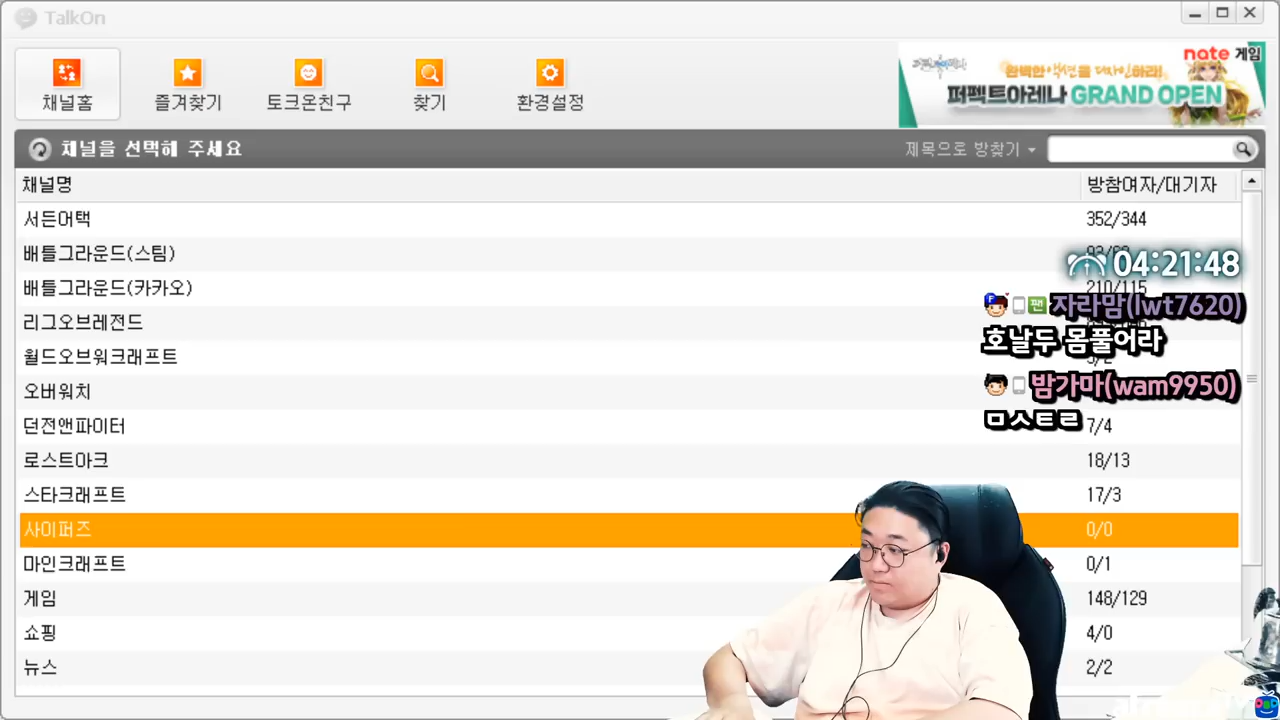 TalkOn
채널홈
즐겨찾기
토크온친구
찾기
환경설정
nate 게임
완벽한 액션을 디자인하라!
퍼펙트아레나 GRAND OPEN
채널을 선택해 주세요
제목으로 방찾기
채널명 방참여자/대기자
서든어택 352/344
배틀그라운드(스팀)
04:21:48
배틀그라운드(카카오) 210/115
팬 자라맘(lwt7620)
리그오브레전드
호날두 몸풀어라
월드오브워크래프트
밤가마(wam9950)
오버워치
ㅁㅅㅌㄹ
던전앤파이터 7/4
로스트아크 18/13
스타크래프트 17/3
사이퍼즈 0/0
마인크래프트 0/1
게임 148/129
쇼핑 4/0
뉴스 2/2